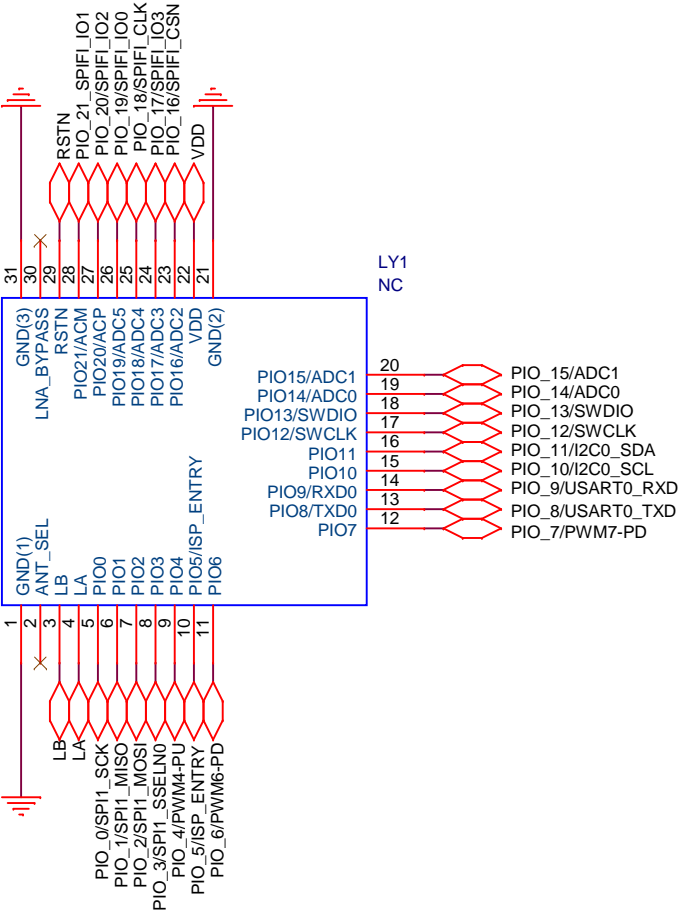 RSTN
PIO_21_SPIFI_IO1
PIO_20/SPIFI_IO2
PIO_19/SPIFI_IO0
PIO_18/SPIFI_CLK
PIO_17/SPIFI_IO3
PIO_16/SPIFI_CSN
VDD
31
30
29
28
27
26
25
24
23
22
21
LY1
NC
GND(3)
LNA_BYPASS
RSTN
PIO21/ACM
PIO20/ACP
PIO19/ADC5
PIO18/ADC4
PIO17/ADC3
PIO16/ADC2
VDD
GND(2)
PIO15/ADC1 20 PIO_15/ADC1
PIO14/ADC0 19 PIO_14/ADC0
PIO13/SWDIO 18 PIO_13/SWDIO
PIO12/SWCLK 17 PIO_12/SWCLK
PIO11 16 PIO_11/I2C0_SDA
PIO10 15 PIO_10/I2C0_SCL
PIO9/RXD0 14 PIO_9/USART0_RXD
PIO8/TXD0 13 PIO_8/USART0_TXD
PIO7 12 PIO_7/PWM7-PD
GND(1)
ANT_SEL
LB
LA
PIO0
PIO1
PIO2
PIO3
PIO4
PIO5/ISP_ENTRY
PIO6
1
2
3
4
5
6
7
8
9
10
11
LB
LA
PIO_0/SPI1_SCK
PIO_1/SPI1_MISO
PIO_2/SPI1_MOSI
PIO_3/SPI1_SSELN0
PIO_4/PWM4-PU
PIO_5/ISP_ENTRY
PIO_6/PWM6-PD